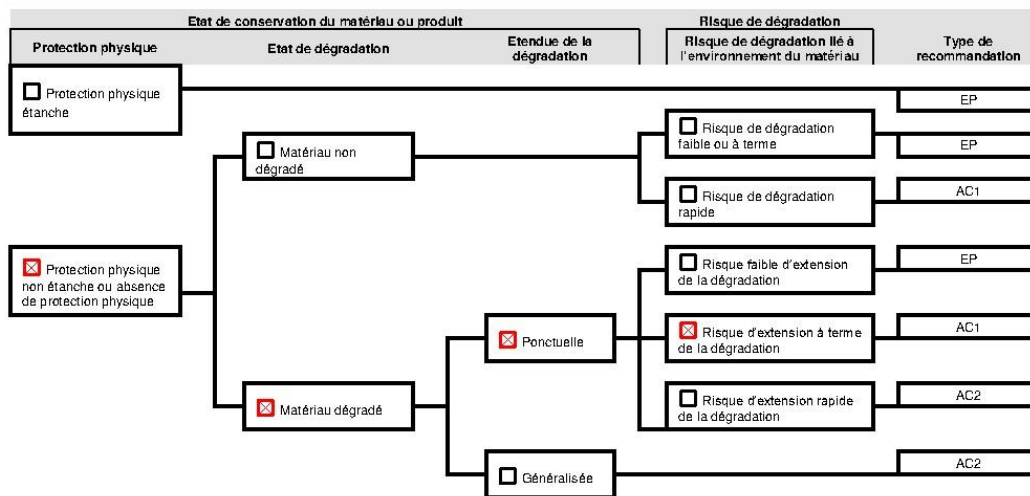 Etat de conservation du matériau ou produit
Risque de dégradation
Protection physique
Etat de dégradation
Etendue de la
dégradation
Risque de dégradation lié à
l'environnement du matériau
Type de
recommandation
Protection physique
étanche
EP
Matériau non
dégradé
Risque de dégradation
faible ou à terme
EP
Risque de dégradation
rapide
AC1
Protection physique
non étanche ou absence
de protection physique
Risque faible d'extension
de la dégradation
EP
Ponctuelle
Risque d'extension à terme
de la dégradation
AC1
Matériau dégradé
Risque d'extension rapide
de la dégradation
AC2
Généralisée
AC2